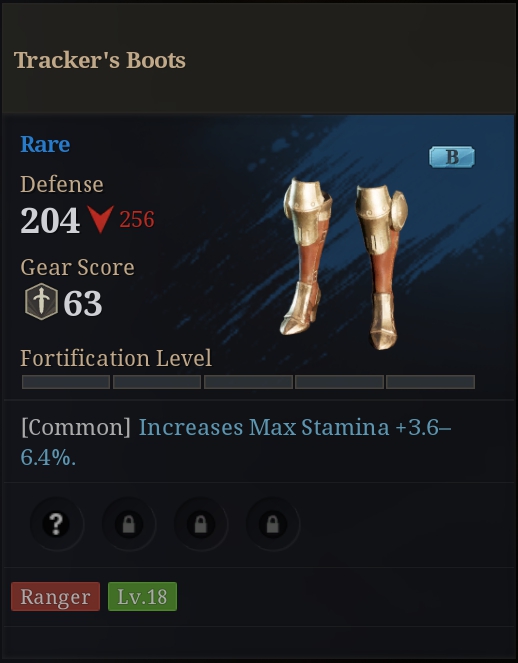 Tracker's Boots
Rare
B
Defense
204 256
Gear Score
63
Fortification Level
[Common] Increases Max Stamina +3.6–
6.4%.
?
Ranger Lv.18